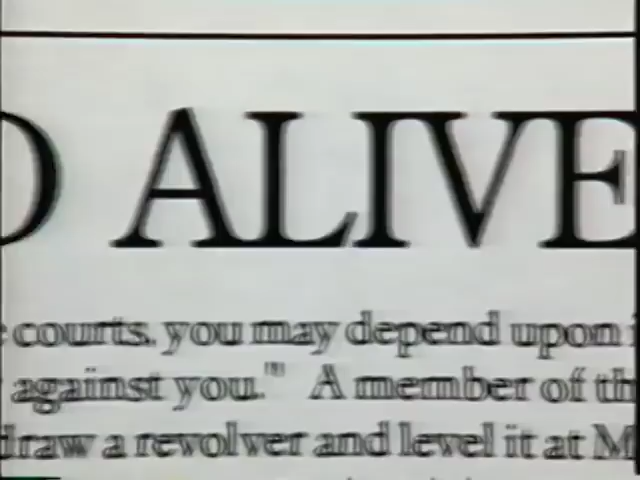 D ALIVE
courts, you may depend upon
against you." A member of th
draw a revolver and level it at M